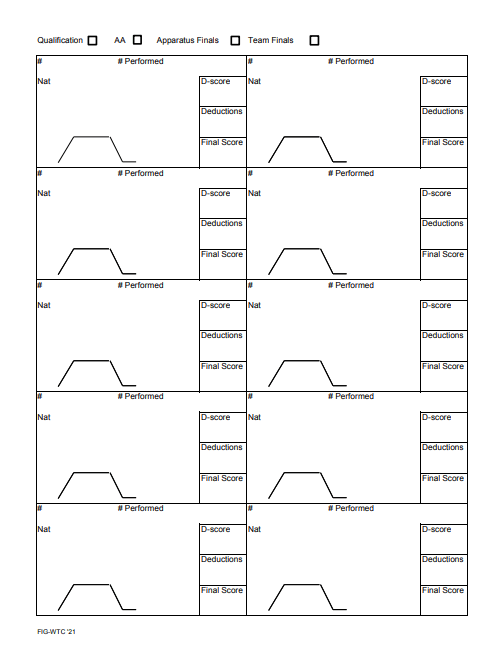 Qualification AA Apparatus Finals Team Finals
# # Performed # # Performed
Nat D-score Nat D-score
Deductions Deductions
Final Score Final Score
# # Performed # # Performed
Nat D-score Nat D-score
Deductions Deductions
Final Score Final Score
# # Performed # # Performed
Nat D-score Nat D-score
Deductions Deductions
Final Score Final Score
# # Performed # # Performed
Nat D-score Nat D-score
Deductions Deductions
Final Score Final Score
# # Performed # # Performed
Nat D-score Nat D-score
Deductions Deductions
Final Score Final Score
FIG-WTC '21